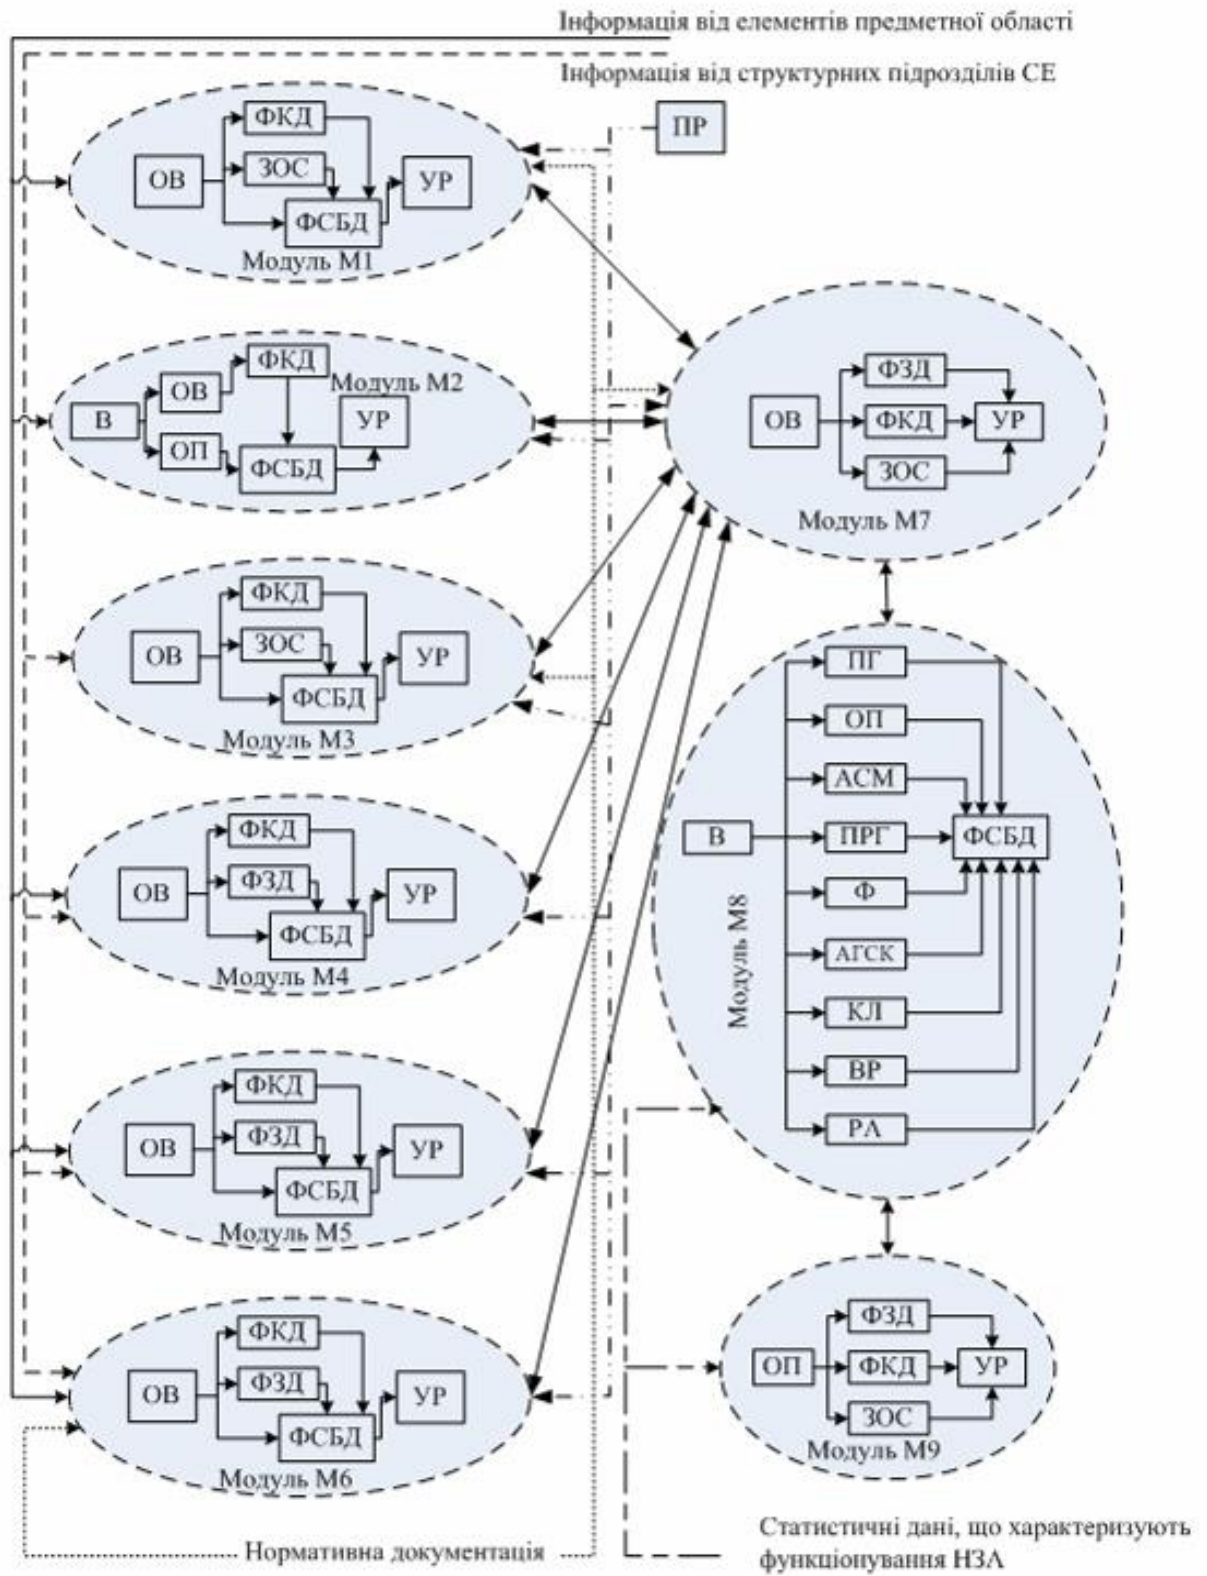 Інформація від елементів предметної області
Інформація від структурних підрозділів СЕ
ПР
ФКД
ЗОС
ОВ
УР
ФСБД
Модуль М1
ФКД
Модуль М2
ОВ
В
УР
ОП
ФСБД
ФЗД
ОВ
ФКД
УР
ЗОС
Модуль М7
ФКД
ЗОС
ОВ
УР
ФСБД
Модуль М3
ФКД
ФЗД
ОВ
УР
ФСБД
Модуль М4
ПГ
ОП
АСМ
В
ПРГ
ФСБД
Ф
АГСК
КЛ
ВР
РА
Модуль М8
ФКД
ФЗД
ОВ
УР
ФСБД
Модуль М5
ФКД
ФЗД
ОВ
УР
ФСБД
Модуль М6
ФЗД
ОП
ФКД
УР
ЗОС
Модуль М9
Нормативна документація
Статистичні дані, що характеризують
функціонування НЗЛ